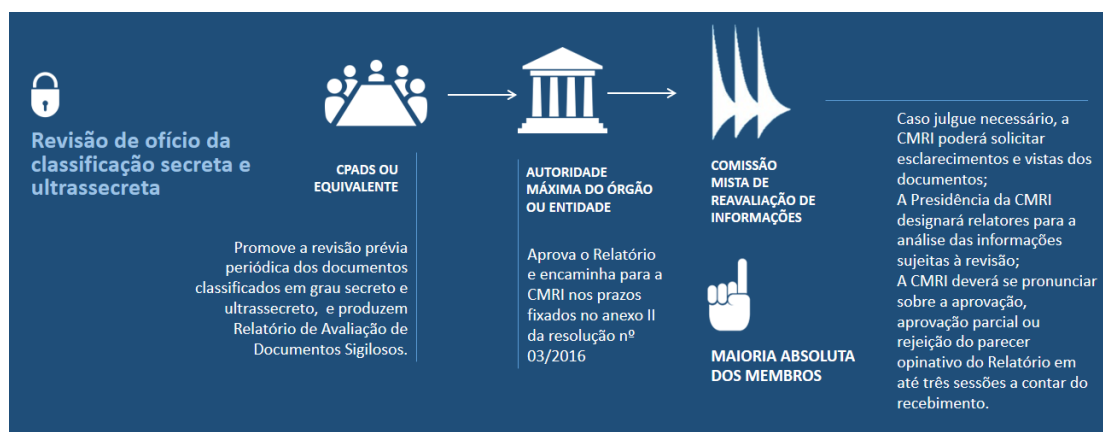 Revisão de ofício da
classificação secreta e
ultrassecreta
CPADS OU
EQUIVALENTE
Promove a revisão prévia
periódica dos documentos
classificados em grau secreto e
ultrassecreto,  e produzem
Relatório de Avaliação de
Documentos Sigilosos.
AUTORIDADE
MÁXIMA DO ÓRGÃO
OU ENTIDADE
Aprova o Relatório
e encaminha para a
CMRI nos prazos
fixados no anexo II
da resolução nº
03/2016
COMISSÃO
MISTA DE
REAVALIAÇÃO DE
INFORMAÇÕES
MAIORIA ABSOLUTA
DOS MEMBROS
Caso julgue necessário, a
CMRI poderá solicitar
esclarecimentos e vistas dos
documentos;
A Presidência da CMRI
designará relatores para a
análise das informações
sujeitas à revisão;
A CMRI deverá se pronunciar
sobre a aprovação,
aprovação parcial ou
rejeição do parecer
opinativo do Relatório em
até três sessões a contar do
recebimento.